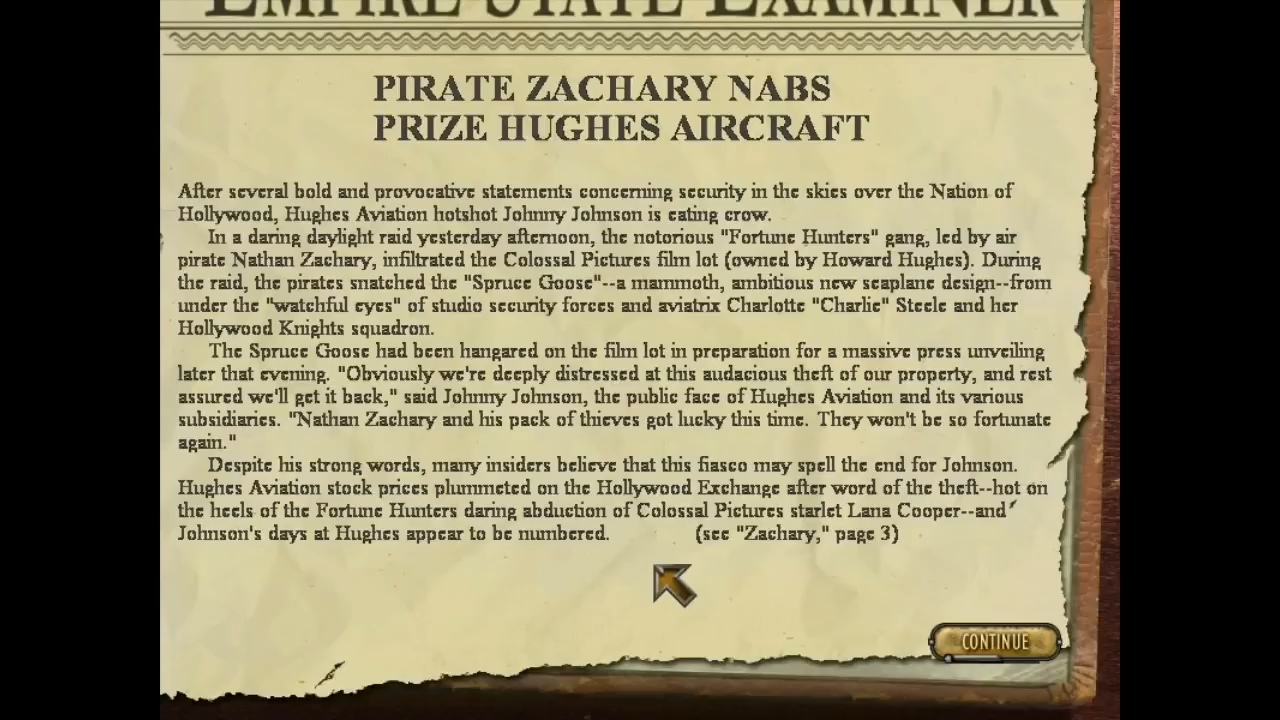 EMPIRE STATE EXAMINER
PIRATE ZACHARY NABS
PRIZE HUGHES AIRCRAFT
After several bold and provocative statements concerning security in the skies over the Nation of
Hollywood, Hughes Aviation hotshot Johnny Johnson is eating crow.
In a daring daylight raid yesterday afternoon, the notorious "Fortune Hunters" gang, led by air
pirate Nathan Zachary, infiltrated the Colossal Pictures film lot (owned by Howard Hughes). During
the raid, the pirates snatched the "Spruce Goose"--a mammoth, ambitious new seaplane design--from
under the "watchful eyes" of studio security forces and aviatrix Charlotte "Charlie" Steele and her
Hollywood Knights squadron.
The Spruce Goose had been hangared on the film lot in preparation for a massive press unveiling
later that evening. "Obviously we're deeply distressed at this audacious theft of our property, and rest
assured we'll get it back," said Johnny Johnson, the public face of Hughes Aviation and its various
subsidiaries. "Nathan Zachary and his pack of thieves got lucky this time. They won't be so fortunate
again."
Despite his strong words, many insiders believe that this fiasco may spell the end for Johnson.
Hughes Aviation stock prices plummeted on the Hollywood Exchange after word of the theft--hot on
the heels of the Fortune Hunters daring abduction of Colossal Pictures starlet Lana Cooper--and
Johnson's days at Hughes appear to be numbered. (see "Zachary," page 3)
CONTINUE